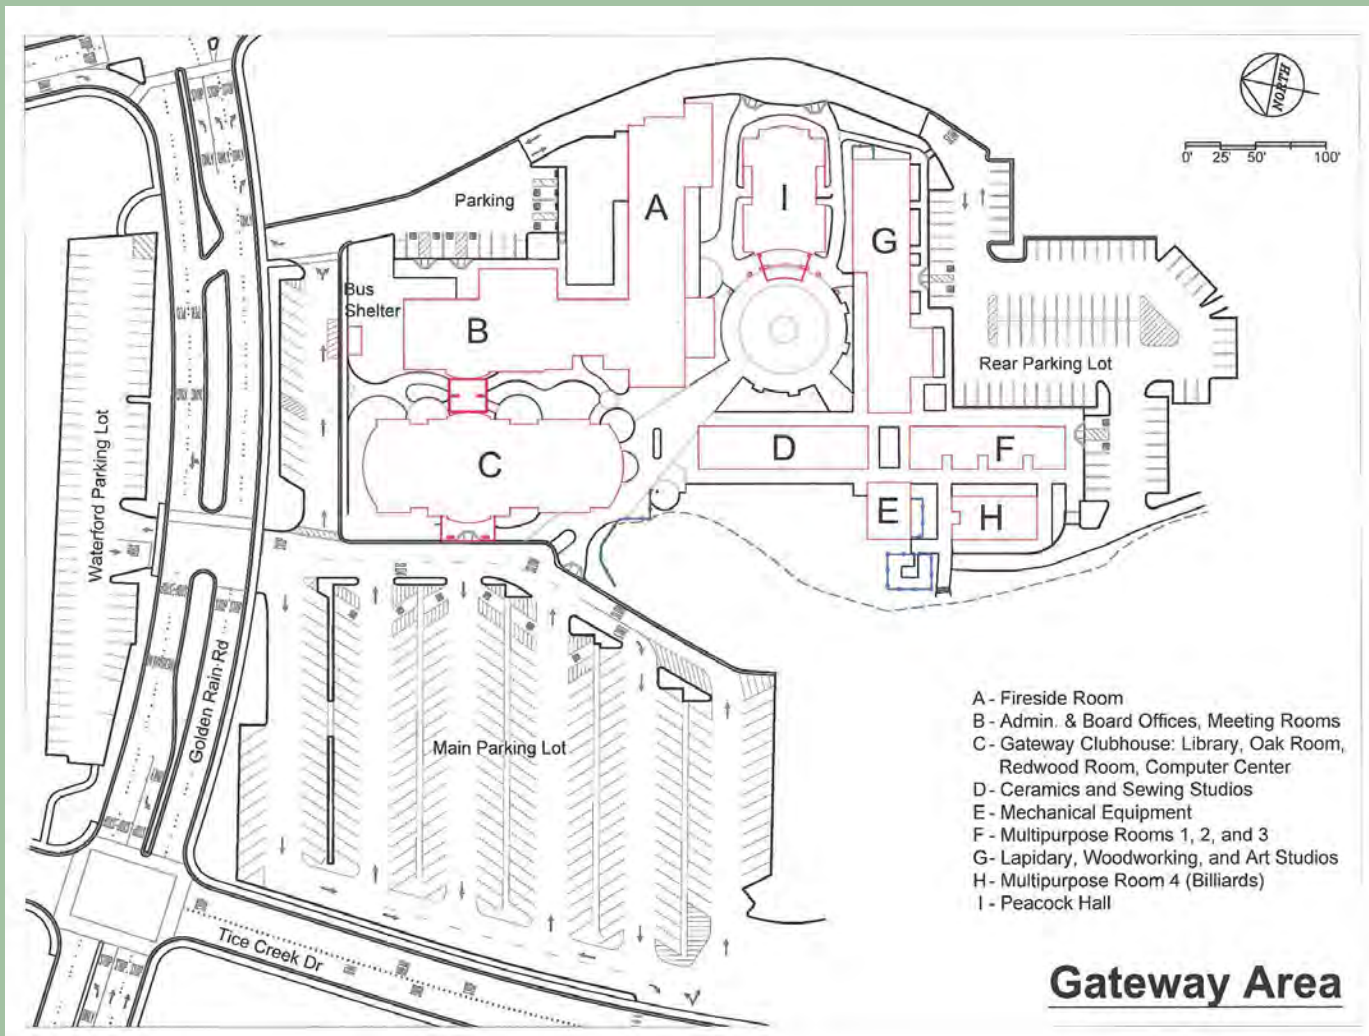 NORTH
0' 25' 50' 100'
Parking
A
I
G
Bus
Shelter
B
Rear Parking Lot
C
D
F
E
H
Waterford Parking Lot
Golden Rain Rd
Main Parking Lot
Tice Creek Dr
A - Fireside Room
B - Admin. & Board Offices, Meeting Rooms
C - Gateway Clubhouse: Library, Oak Room,
Redwood Room, Computer Center
D - Ceramics and Sewing Studios
E - Mechanical Equipment
F - Multipurpose Rooms 1, 2, and 3
G - Lapidary, Woodworking, and Art Studios
H - Multipurpose Room 4 (Billiards)
I - Peacock Hall
Gateway Area